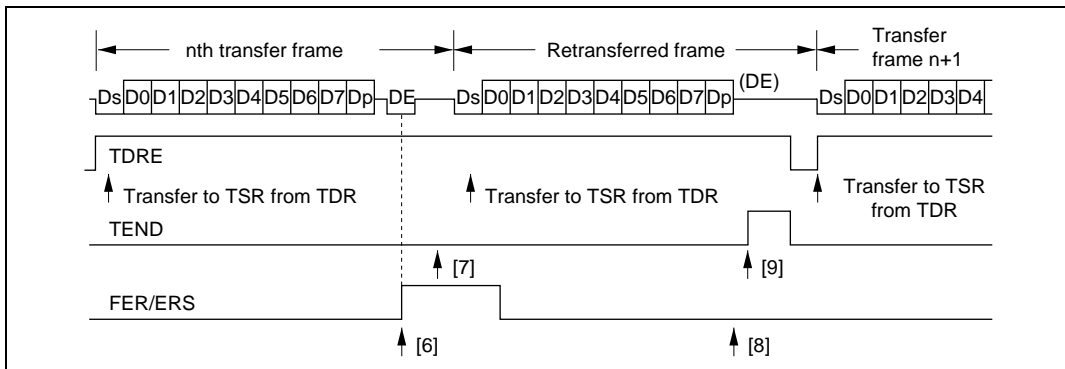 nth transfer frame
Retransferred frame
Transfer
frame n+1
Ds D0 D1 D2 D3 D4 D5 D6 D7 Dp DE
Ds D0 D1 D2 D3 D4 D5 D6 D7 Dp
(DE)
Ds D0 D1 D2 D3 D4
TDRE
Transfer to TSR from TDR
Transfer to TSR from TDR
Transfer to TSR
from TDR
TEND
[7]
[9]
FER/ERS
[6]
[8]